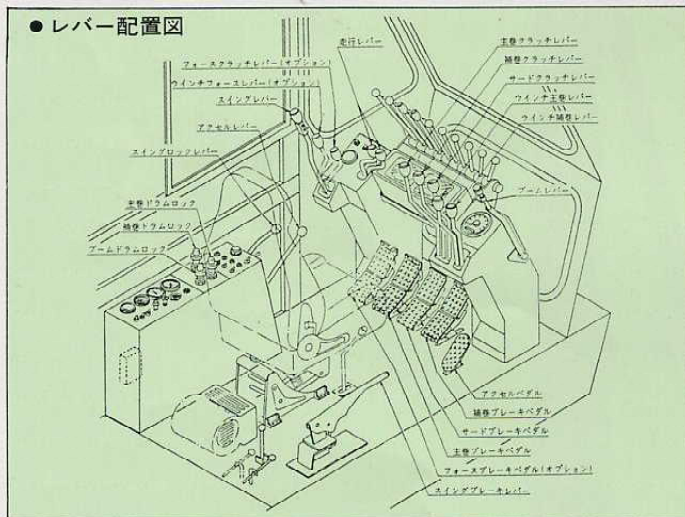 ● レバー配置図
フォースクラッチレバー(オプション)
ウインチフォースレバー(オプション)
スイングレバー
アクセルレバー
スイングロックレバー
主巻ドラムロック
補巻ドラムロック
ブームドラムロック
走行レバー
主巻クラッチレバー
補巻クラッチレバー
サードクラッチレバー
ウインチ主巻レバー
ウインチ補巻レバー
ブームレバー
アクセルペダル
補巻ブレーキペダル
サードブレーキペダル
主巻ブレーキペダル
フォースブレーキペダル(オプション)
スイングブレーキレバー